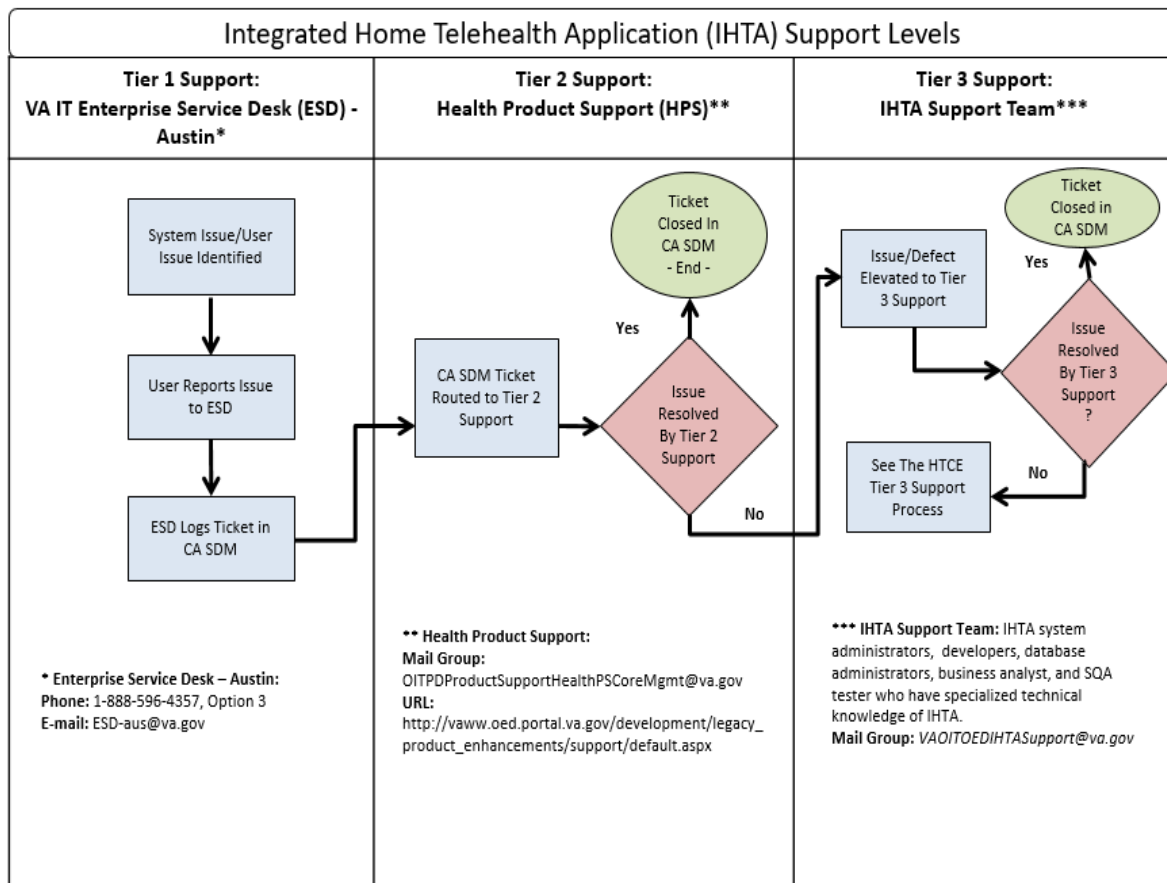 Integrated Home Telehealth Application (IHTA) Support Levels
Tier 1 Support:
VA IT Enterprise Service Desk (ESD) -
Austin*
System Issue/User
Issue Identified
User Reports Issue
to ESD
ESD Logs Ticket in
CA SDM
* Enterprise Service Desk – Austin:
Phone: 1-888-596-4357, Option 3
E-mail: ESD-aus@va.gov
Tier 2 Support:
Health Product Support (HPS)**
Ticket
Closed In
CA SDM
- End -
Yes
CA SDM Ticket
Routed to Tier 2
Support
Issue
Resolved
By Tier 2
Support
No
** Health Product Support:
Mail Group:
OITPDProductSupportHealthPSCoreMgmt@va.gov
URL:
http://vaww.oed.portal.va.gov/development/legacy_
product_enhancements/support/default.aspx
Tier 3 Support:
IHTA Support Team***
Ticket
Closed in
CA SDM
Yes
Issue/Defect
Elevated to Tier
3 Support
Issue
Resolved
By Tier 3
Support
?
No
See The HTCE
Tier 3 Support
Process
*** IHTA Support Team: IHTA system
administrators, developers, database
administrators, business analyst, and SQA
tester who have specialized technical
knowledge of IHTA.
Mail Group: VAOITOEDIHTASupport@va.gov